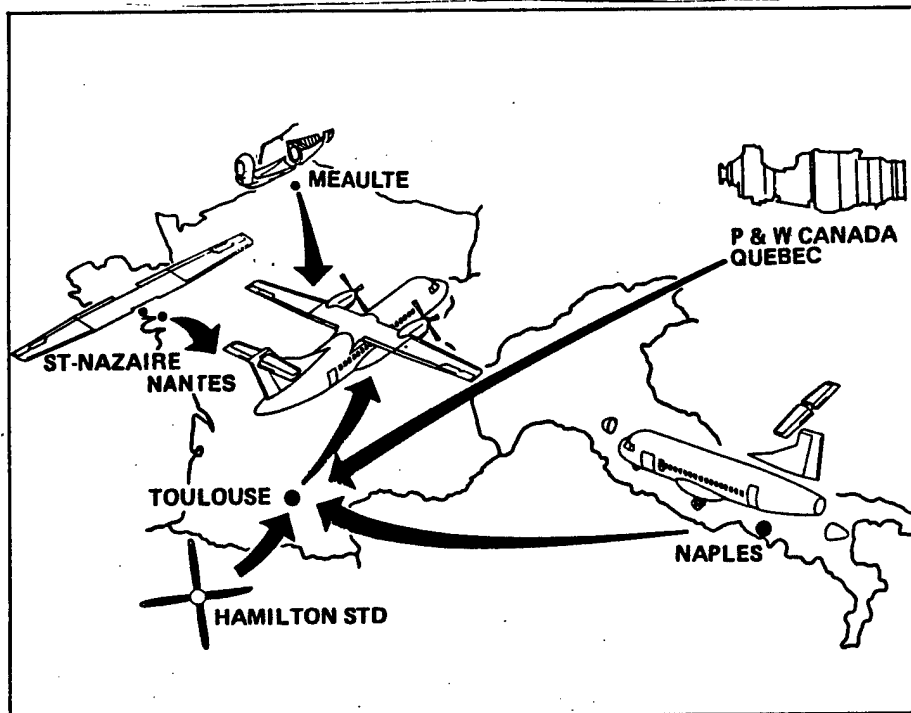 MEAULTE
P & W CANADA
QUEBEC
ST-NAZAIRE
NANTES
TOULOUSE
NAPLES
HAMILTON STD